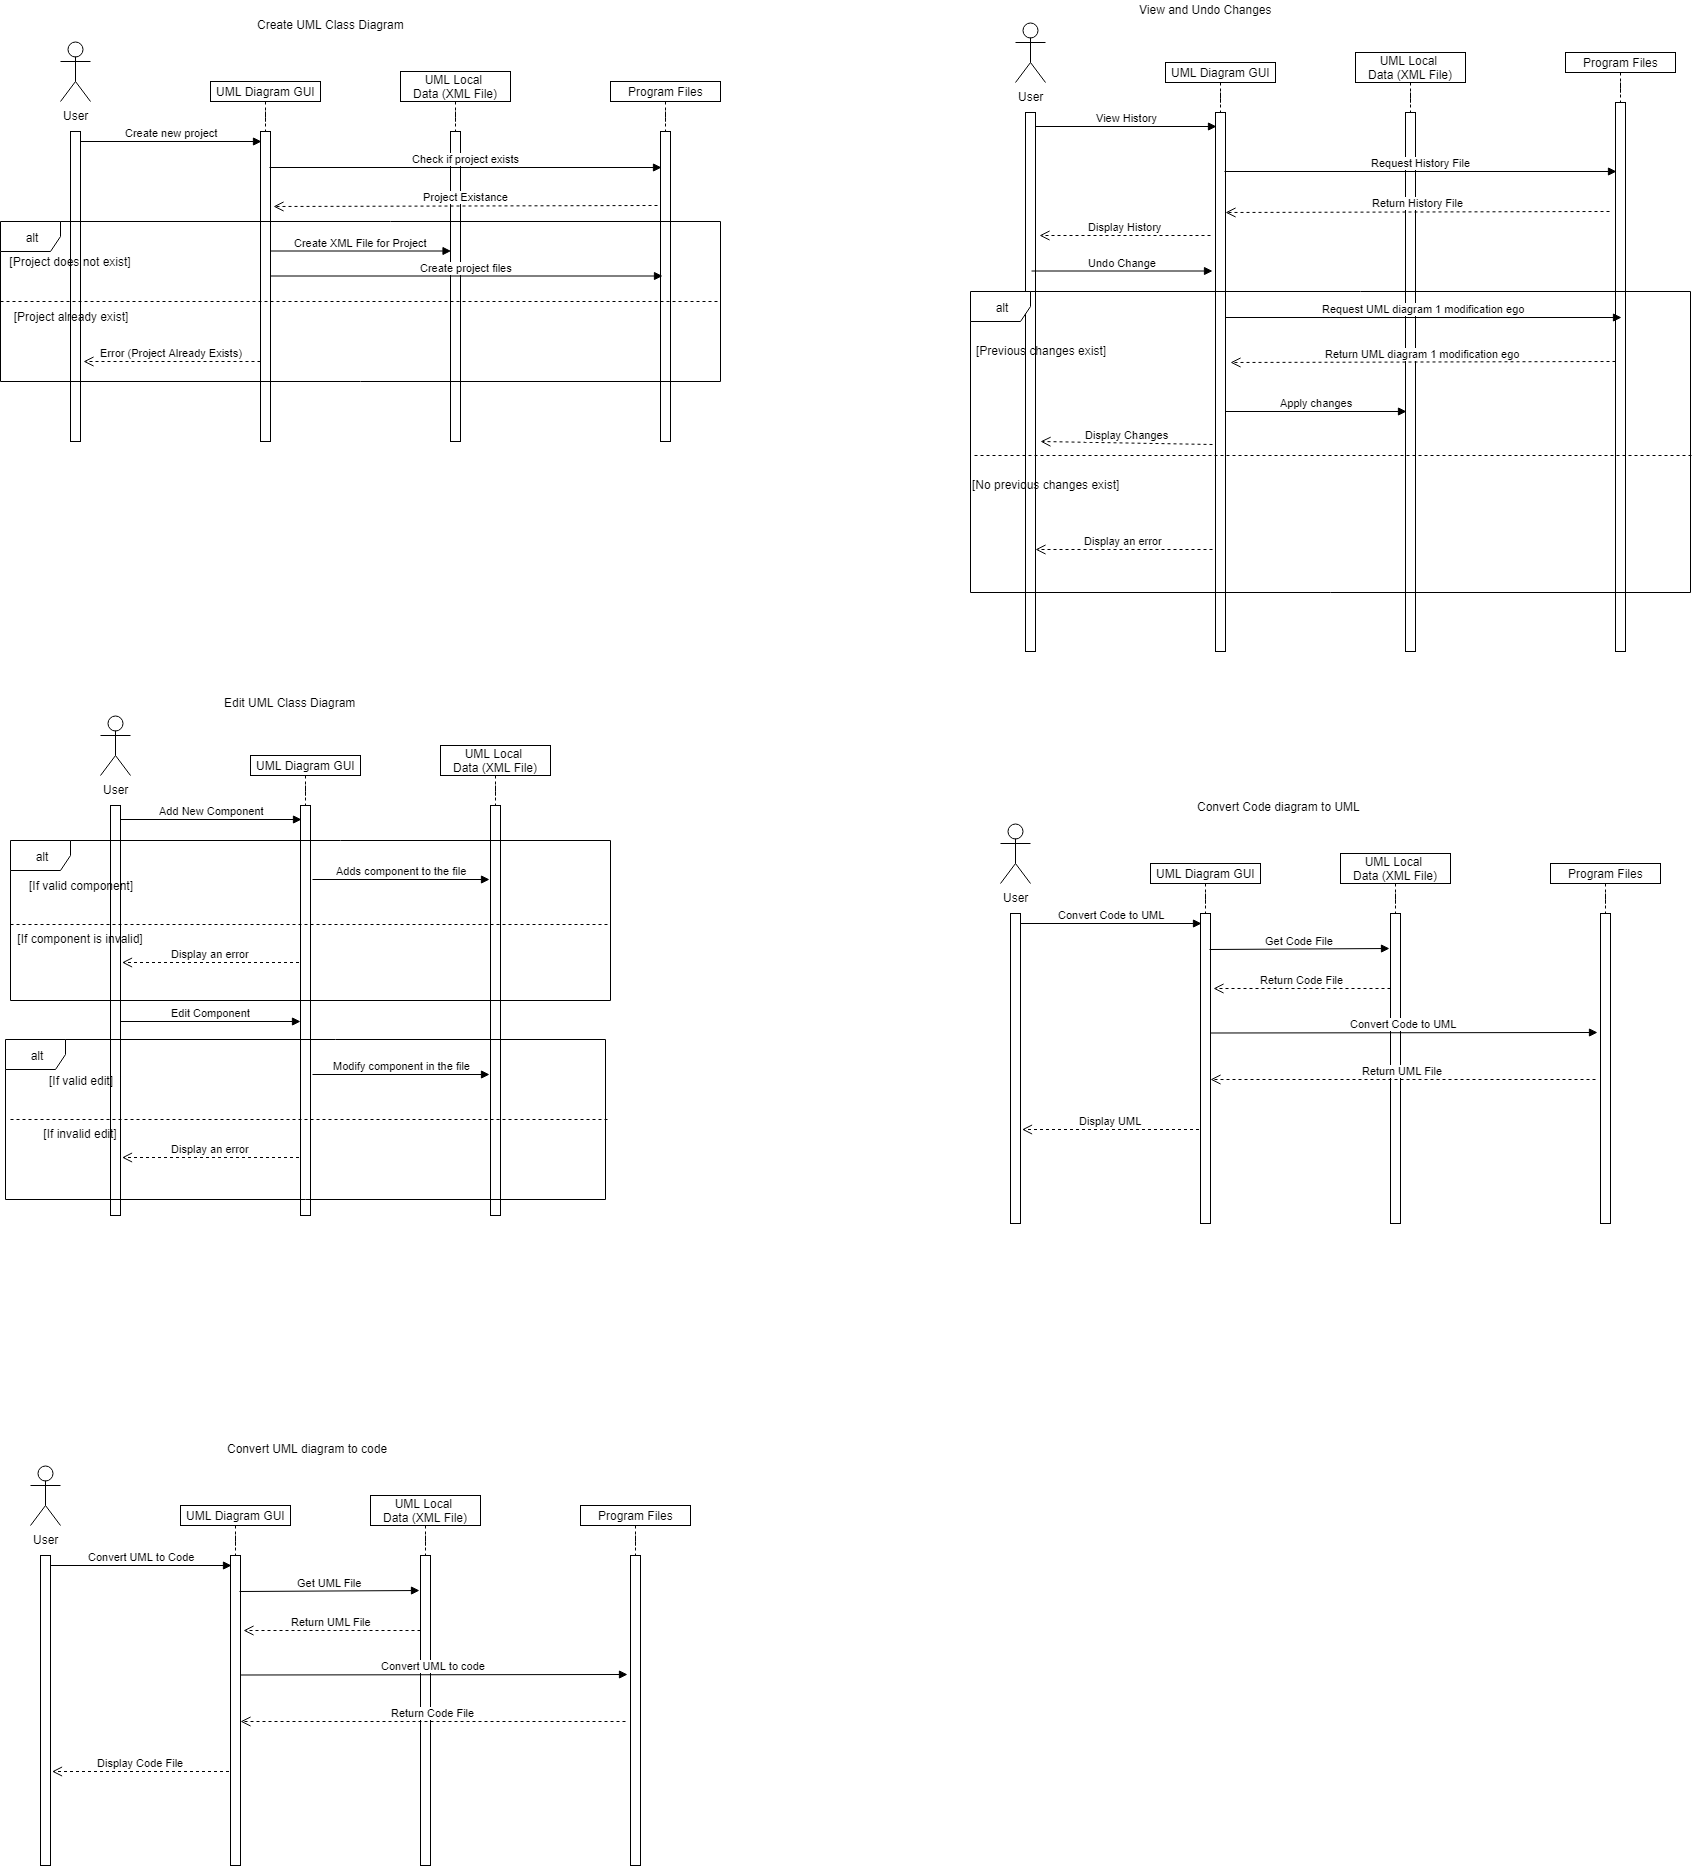 Create UML Class Diagram
User
UML Diagram GUI
UML Local
Data (XML File)
Program Files
Create new project
Check if project exists
Project Existance
alt
[Project does not exist]
Create XML File for Project
Create project files
[Project already exist]
Error (Project Already Exists)
View and Undo Changes
User
UML Diagram GUI
UML Local
Data (XML File)
Program Files
View History
Request History File
Return History File
Display History
Undo Change
alt
Request UML diagram 1 modification ego
[Previous changes exist]
Return UML diagram 1 modification ego
Apply changes
Display Changes
[No previous changes exist]
Display an error
Edit UML Class Diagram
User
UML Diagram GUI
UML Local
Data (XML File)
Add New Component
alt
Adds component to the file
[If valid component]
[If component is invalid]
Display an error
Edit Component
alt
Modify component in the file
[If valid edit]
[If invalid edit]
Display an error
Convert Code diagram to UML
User
UML Diagram GUI
UML Local
Data (XML File)
Program Files
Convert Code to UML
Get Code File
Return Code File
Convert Code to UML
Return UML File
Display UML
Convert UML diagram to code
User
UML Diagram GUI
UML Local
Data (XML File)
Program Files
Convert UML to Code
Get UML File
Return UML File
Convert UML to code
Return Code File
Display Code File